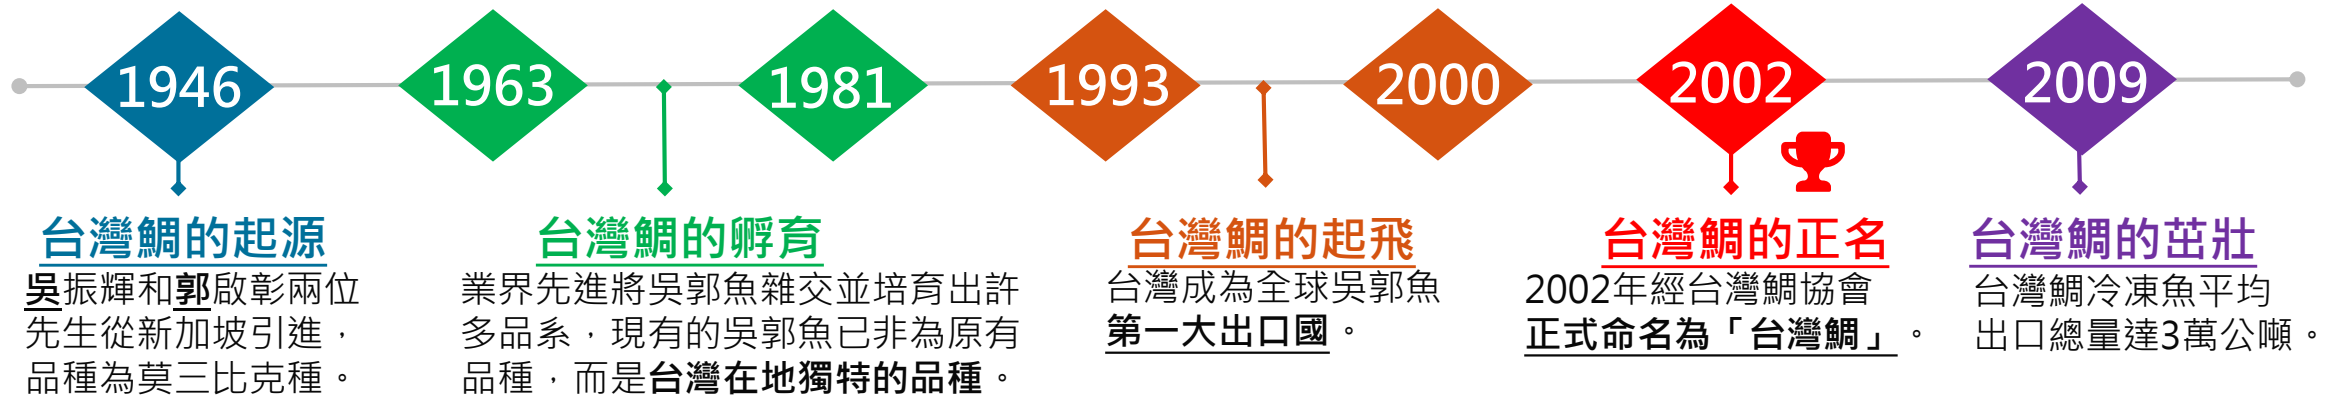 1946
1963
1981
1993
2000
2002
2009
台灣鯛的起源
吳振輝和郭啟彰兩位
先生從新加坡引進，
品種為莫三比克種。
台灣鯛的孵育
業界先進將吳郭魚雜交並培育出許
多品系，現有的吳郭魚已非為原有
品種，而是台灣在地獨特的品種。
台灣鯛的起飛
台灣成為全球吳郭魚
第一大出口國。
台灣鯛的正名
2002年經台灣鯛協會
正式命名為「台灣鯛」。
台灣鯛的茁壯
台灣鯛冷凍魚平均
出口總量達3萬公噸。